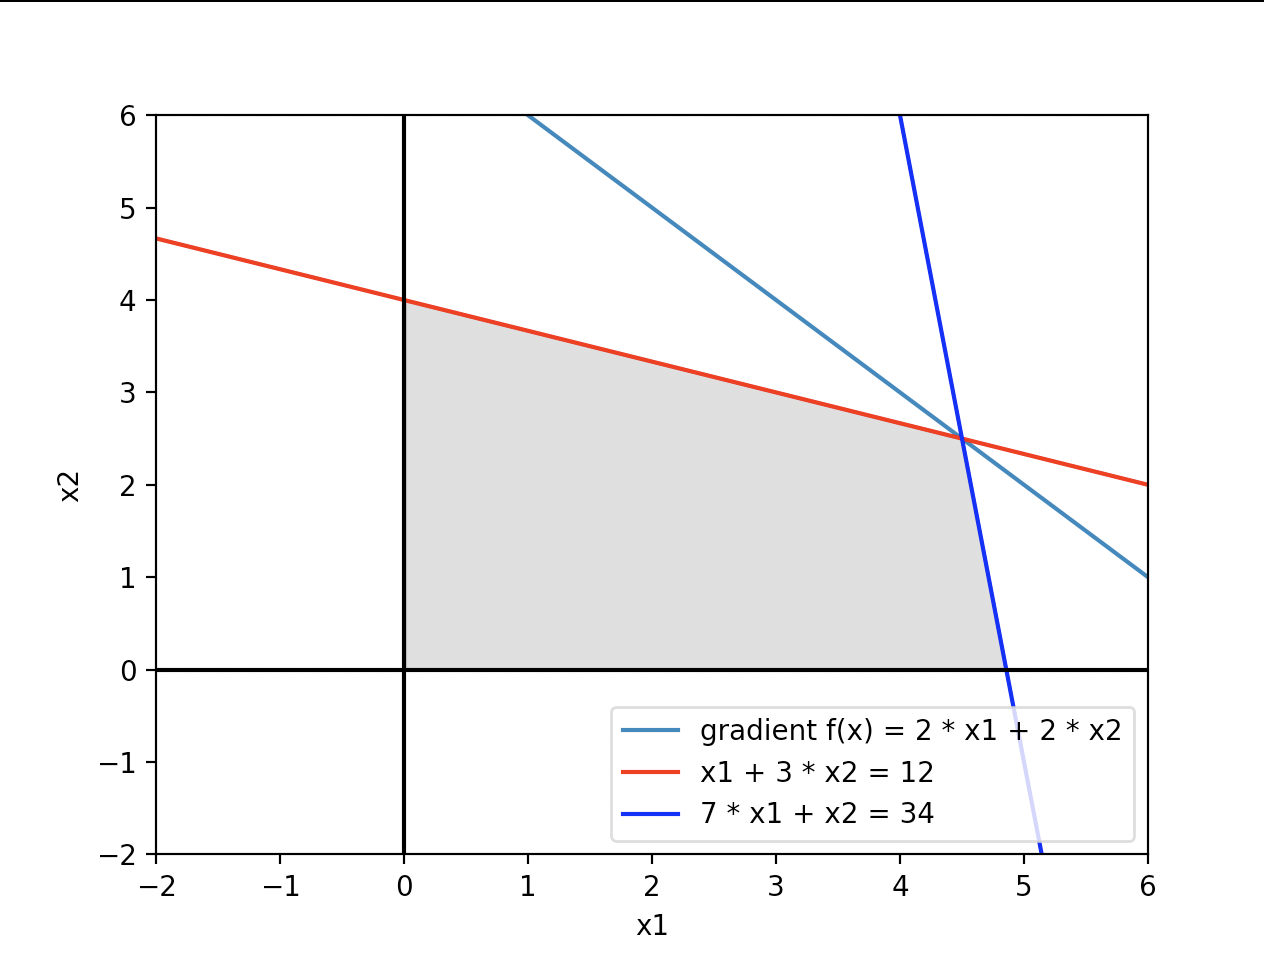 6
5
4
3
2
1
0
−1
−2
x2
gradient f(x) = 2 * x1 + 2 * x2
x1 + 3 * x2 = 12
7 * x1 + x2 = 34
−2 −1 0 1 2 3 4 5 6
x1